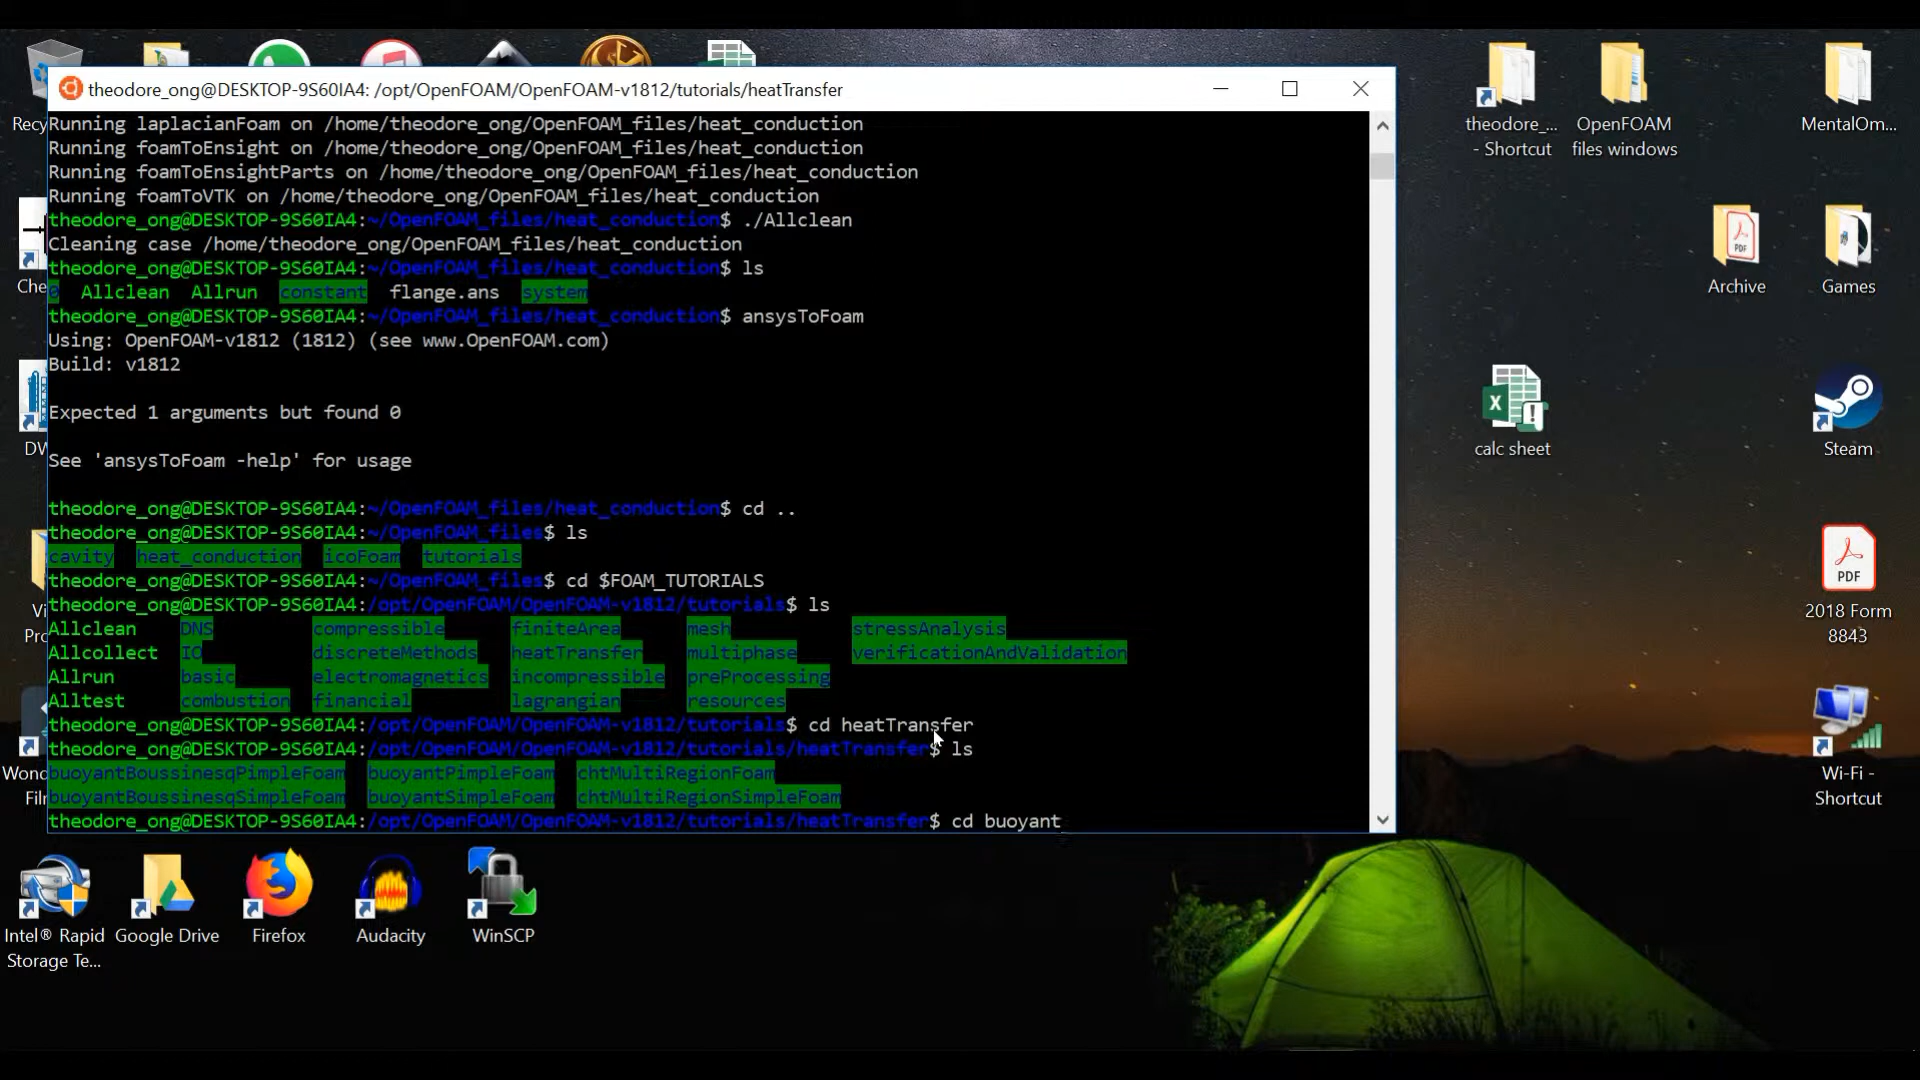 theodore_ong@DESKTOP-9S60IA4: /opt/OpenFOAM/OpenFOAM-v1812/tutorials/heatTransfer
Running laplacianFoam on /home/theodore_ong/OpenFOAM_files/heat_conduction
Running foamToEnsight on /home/theodore_ong/OpenFOAM_files/heat_conduction
Running foamToEnsightParts on /home/theodore_ong/OpenFOAM_files/heat_conduction
Running foamToVTK on /home/theodore_ong/OpenFOAM_files/heat_conduction
theodore_ong@DESKTOP-9S60IA4:~/OpenFOAM_files/heat_conduction$ ./Allclean
Cleaning case /home/theodore_ong/OpenFOAM_files/heat_conduction
theodore_ong@DESKTOP-9S60IA4:~/OpenFOAM_files/heat_conduction$ ls
0 Allclean Allrun constant flange.ans system
theodore_ong@DESKTOP-9S60IA4:~/OpenFOAM_files/heat_conduction$ ansysToFoam
Using: OpenFOAM-v1812 (1812) (see www.OpenFOAM.com)
Build: v1812
Expected 1 arguments but found 0
See 'ansysToFoam -help' for usage
theodore_ong@DESKTOP-9S60IA4:~/OpenFOAM_files/heat_conduction$ cd ..
theodore_ong@DESKTOP-9S60IA4:~/OpenFOAM_files$ ls
cavity heat_conduction icoFoam tutorials
theodore_ong@DESKTOP-9S60IA4:~/OpenFOAM_files$ cd $FOAM_TUTORIALS
theodore_ong@DESKTOP-9S60IA4:/opt/OpenFOAM/OpenFOAM-v1812/tutorials$ ls
Allclean DNS compressible finiteArea mesh stressAnalysis
Allcollect IO discreteMethods heatTransfer multiphase verificationAndValidation
Allrun basic electromagnetics incompressible preProcessing
Alltest combustion financial lagrangian resources
theodore_ong@DESKTOP-9S60IA4:/opt/OpenFOAM/OpenFOAM-v1812/tutorials$ cd heatTransfer
theodore_ong@DESKTOP-9S60IA4:/opt/OpenFOAM/OpenFOAM-v1812/tutorials/heatTransfer$ ls
buoyantBoussinesqPimpleFoam buoyantPimpleFoam chtMultiRegionFoam
buoyantBoussinesqSimpleFoam buoyantSimpleFoam chtMultiRegionSimpleFoam
theodore_ong@DESKTOP-9S60IA4:/opt/OpenFOAM/OpenFOAM-v1812/tutorials/heatTransfer$ cd buoyant
Recy
Che
DW
Vi
Pro
Wond
Fil
Intel® Rapid
Storage Te...
Google Drive
Firefox
Audacity
WinSCP
theodore_...
- Shortcut
OpenFOAM
files windows
MentalOm...
PDF
Archive
Games
X
calc sheet
Steam
PDF
2018 Form
8843
Wi-Fi -
Shortcut